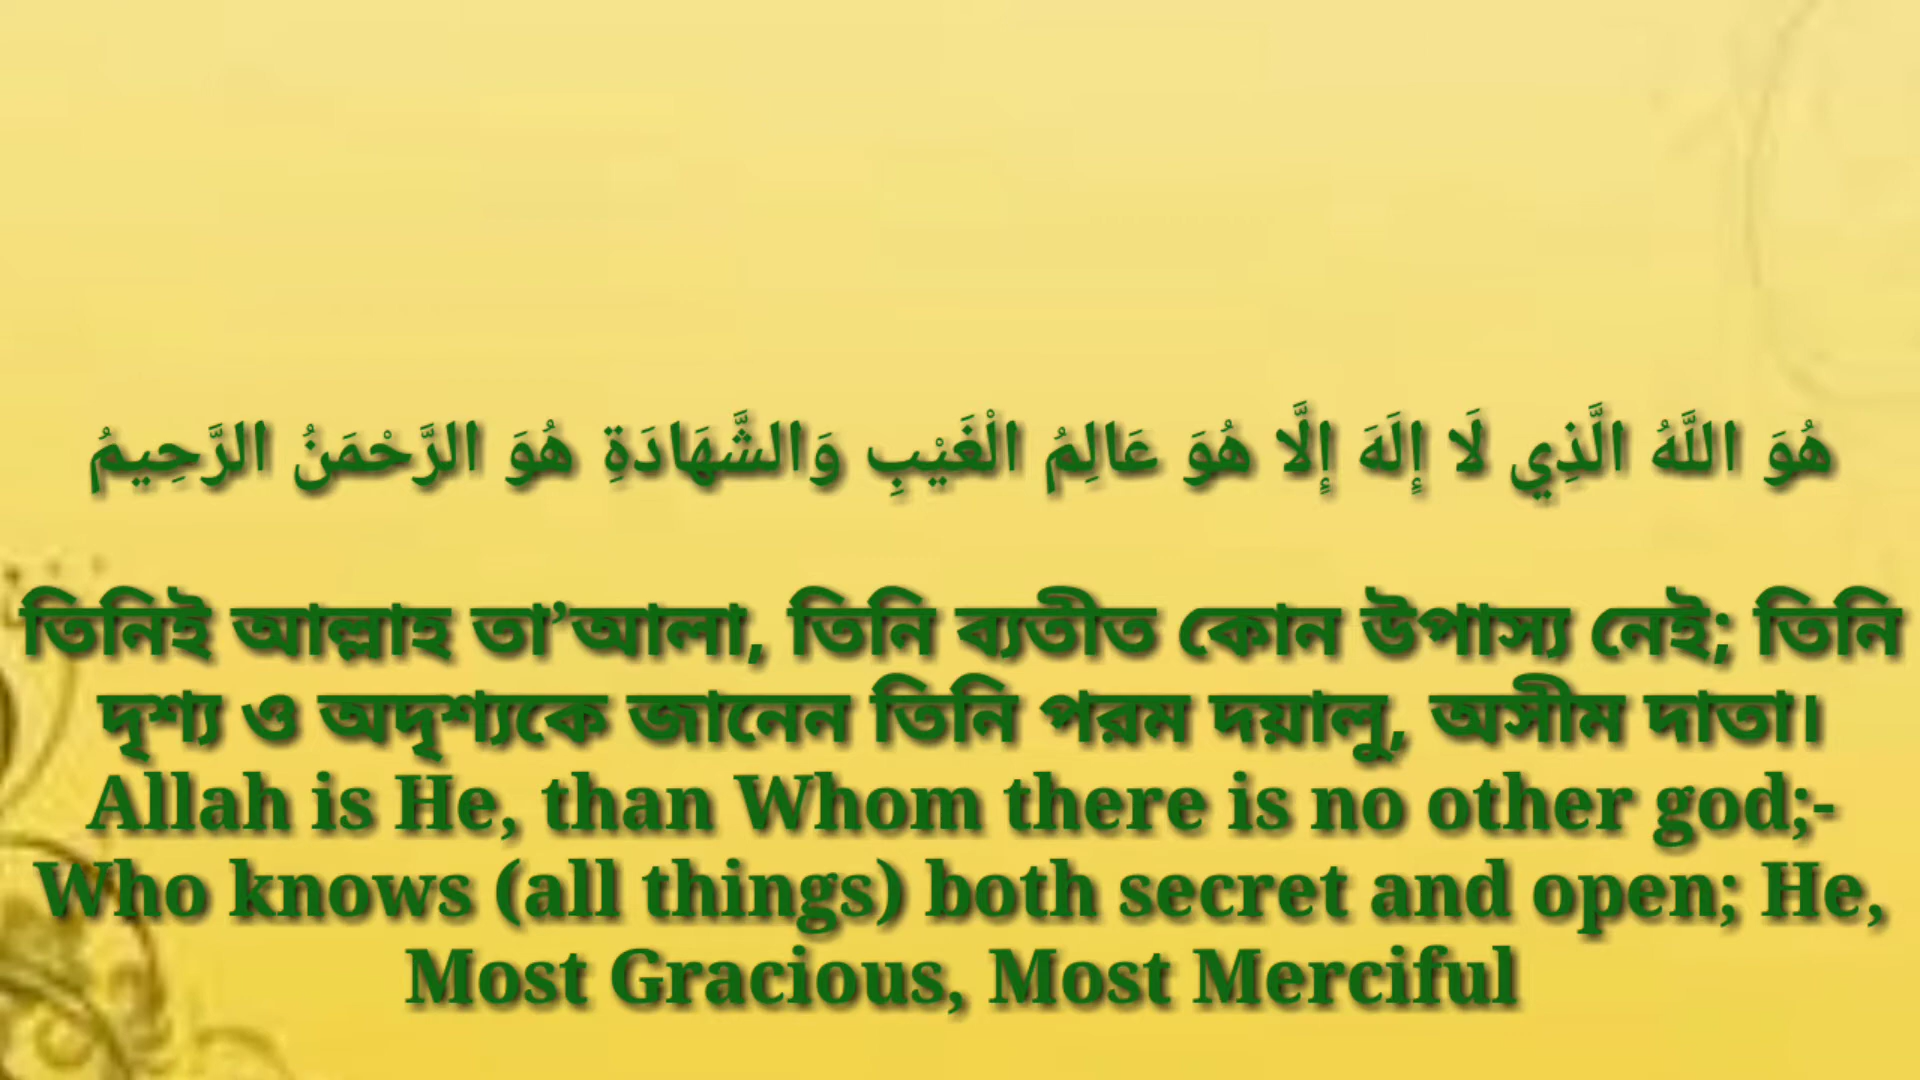 هُوَ اللَّهُ الَّذِي لَا إِلَهَ إِلَّا هُوَ عَالِمُ الْغَيْبِ وَالشَّهَادَةِ هُوَ الرَّحْمَنُ الرَّحِيمُ
তিনিই আল্লাহ তা’আলা, তিনি ব্যতীত কোন উপাস্য নেই; তিনি
দৃশ্য ও অদৃশ্যকে জানেন তিনি পরম দয়ালু, অসীম দাতা।
Allah is He, than Whom there is no other god;-
Who knows (all things) both secret and open; He,
Most Gracious, Most Merciful